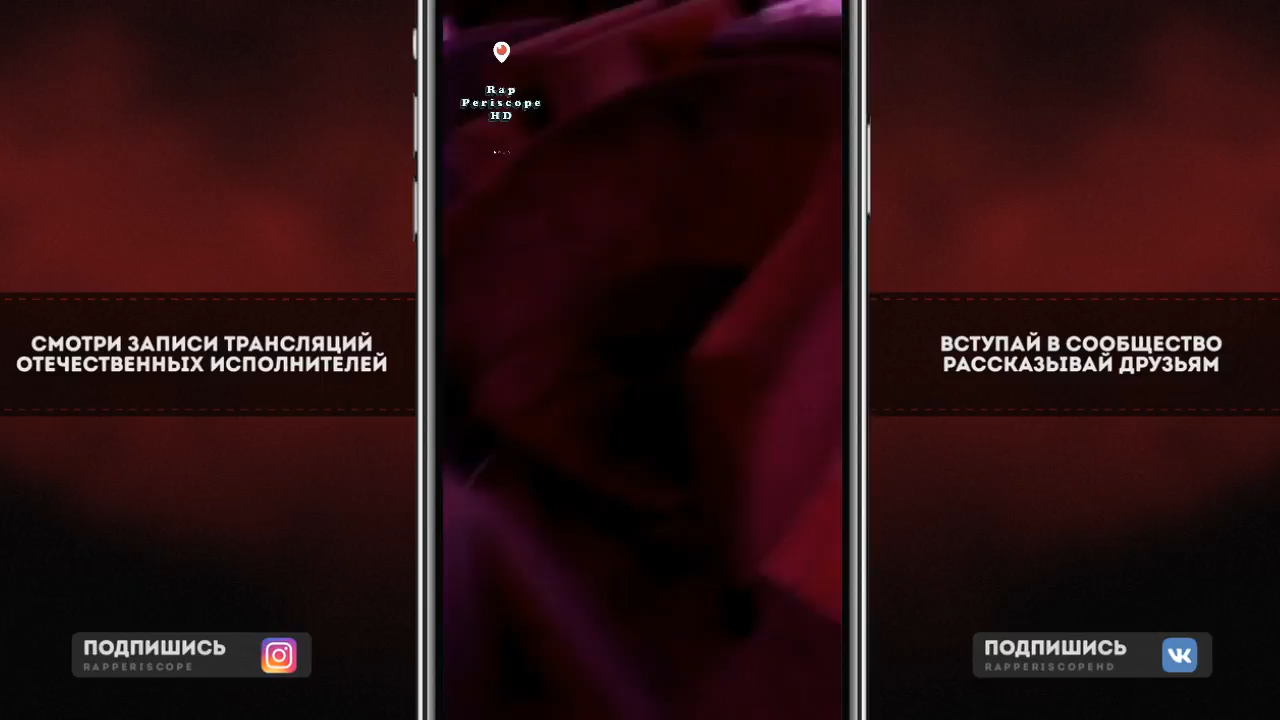 Rap
Periscope
HD
СМОТРИ ЗАПИСИ ТРАНСЛЯЦИЙ
ОТЕЧЕСТВЕННЫХ ИСПОЛНИТЕЛЕЙ
ВСТУПАЙ В СООБЩЕСТВО
РАССКАЗЫВАЙ ДРУЗЬЯМ
ПОДПИШИСЬ
RAPPERISCOPE
ПОДПИШИСЬ
RAPPERISCOPEHD